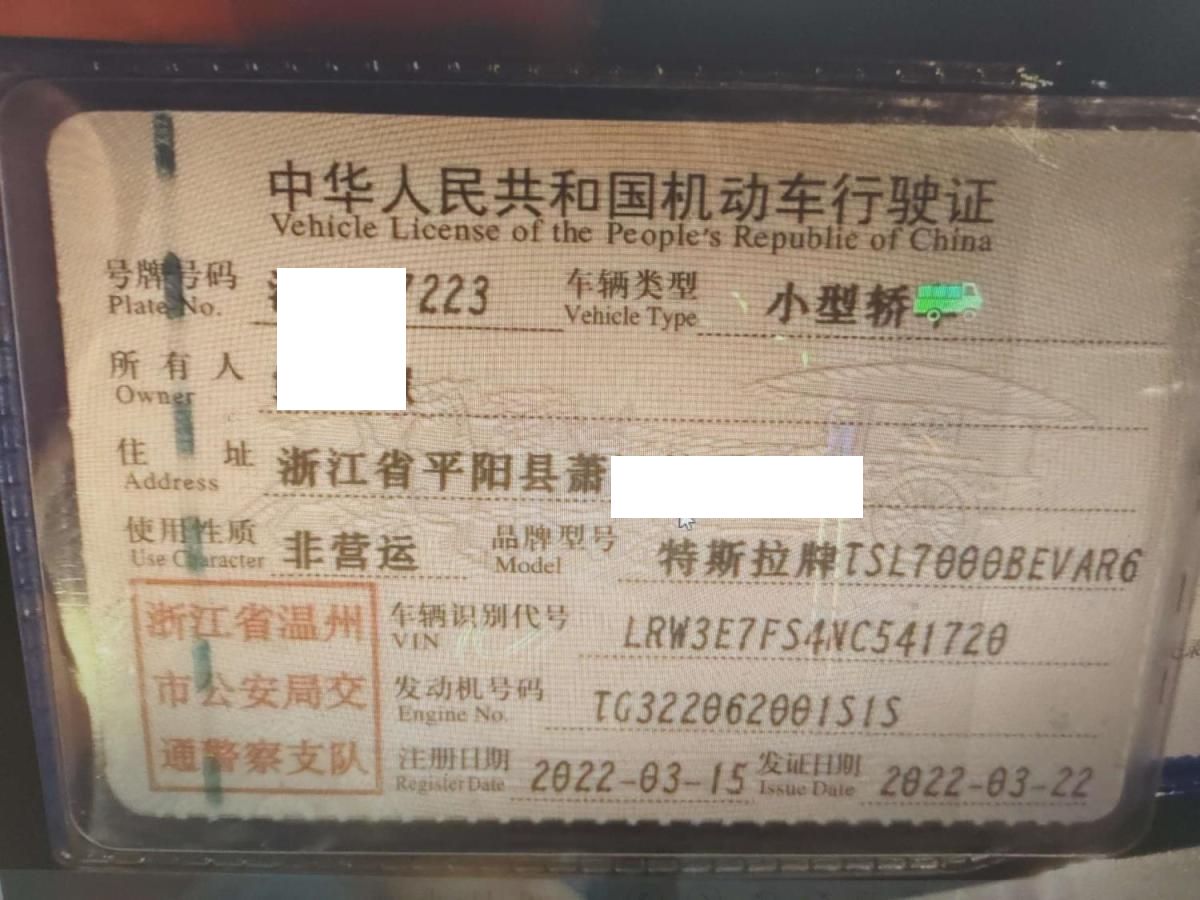 中华人民共和国机动车行驶证
Vehicle License of the People's Republic of China
号牌号码 7223 车辆类型 小型轿车
Plate No. Vehicle Type
所有人
Owner
住址 浙江省平阳县萧
Address
使用性质 非营运 品牌型号 特斯拉牌TSL7000BEVAR6
Use Character Model
浙江省温州
市公安局交
通警察支队
车辆识别代号 LRW3E7FS4NC541720
VIN
发动机号码 TG322062001S1S
Engine No.
注册日期 2022-03-15 发证日期 2022-03-22
Register Date Issue Date